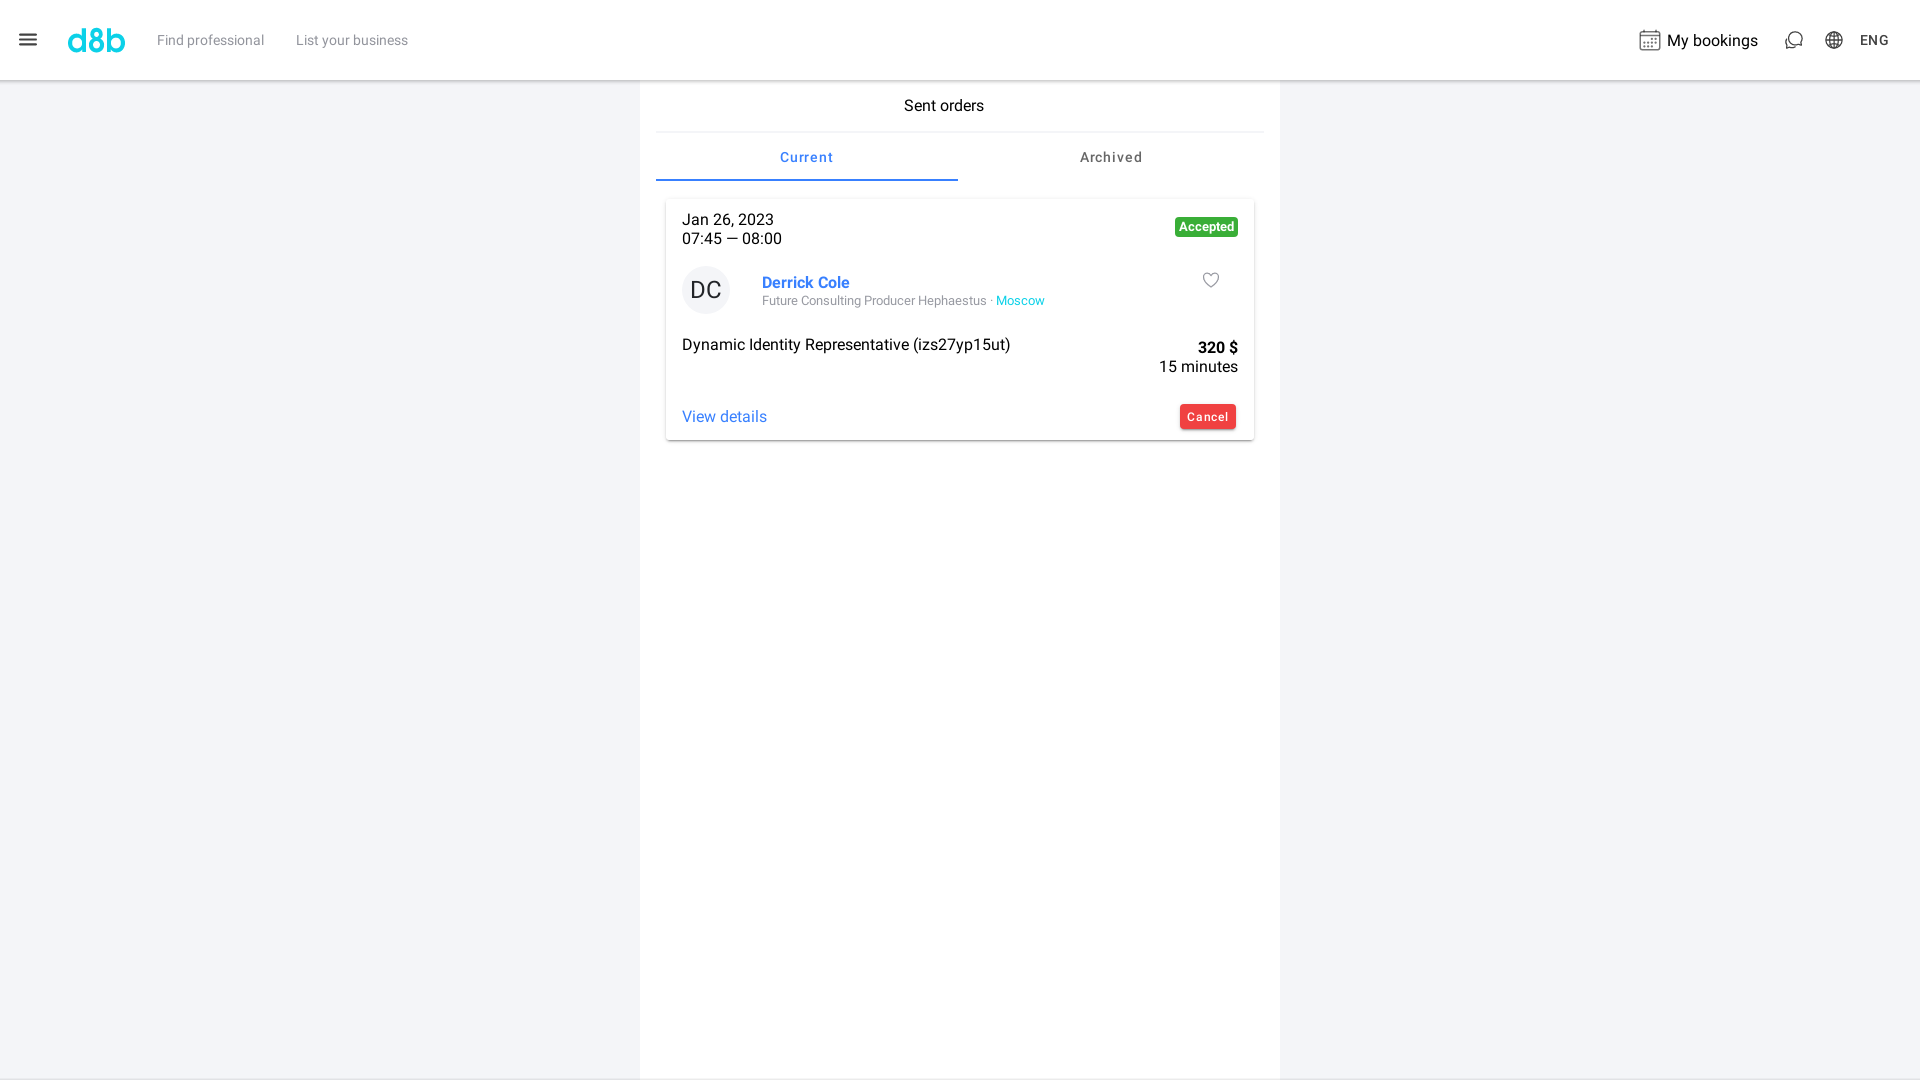 d8b
Find professional
List your business
My bookings
ENG
Sent orders
Current
Archived
Jan 26, 2023
07:45 — 08:00
Accepted
DC
Derrick Cole
Future Consulting Producer Hephaestus · Moscow
Dynamic Identity Representative (izs27yp15ut)
320 $
15 minutes
View details
Cancel